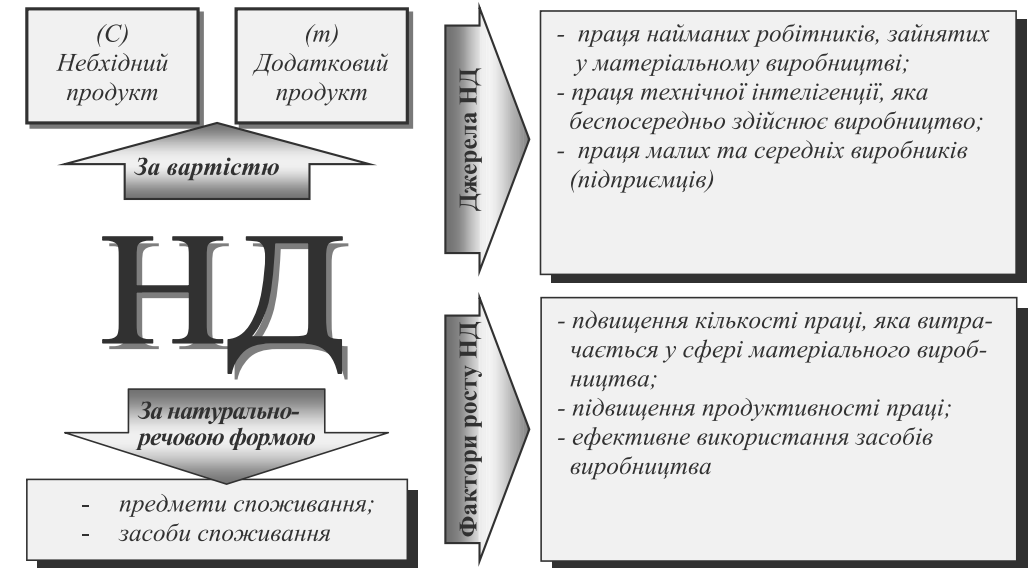 (С)
Небхідний
продукт
(m)
Додатковий
продукт
За вартістю
НД
За натурально-
речовою формою
- предмети споживання;
- засоби споживання
Джерела НД
- праця найманих робітників, зайнятих
у матеріальному виробництві;
- праця технічної інтелігенції, яка
беспосередньо здійснює виробництво;
- праця малих та середніх виробників
(підприємців)
Фактори росту НД
- пдвищення кількості праці, яка витра-
чається у сфері матеріального вироб-
ництва;
- підвищення продуктивності праці;
- ефективне використання засобів
виробництва